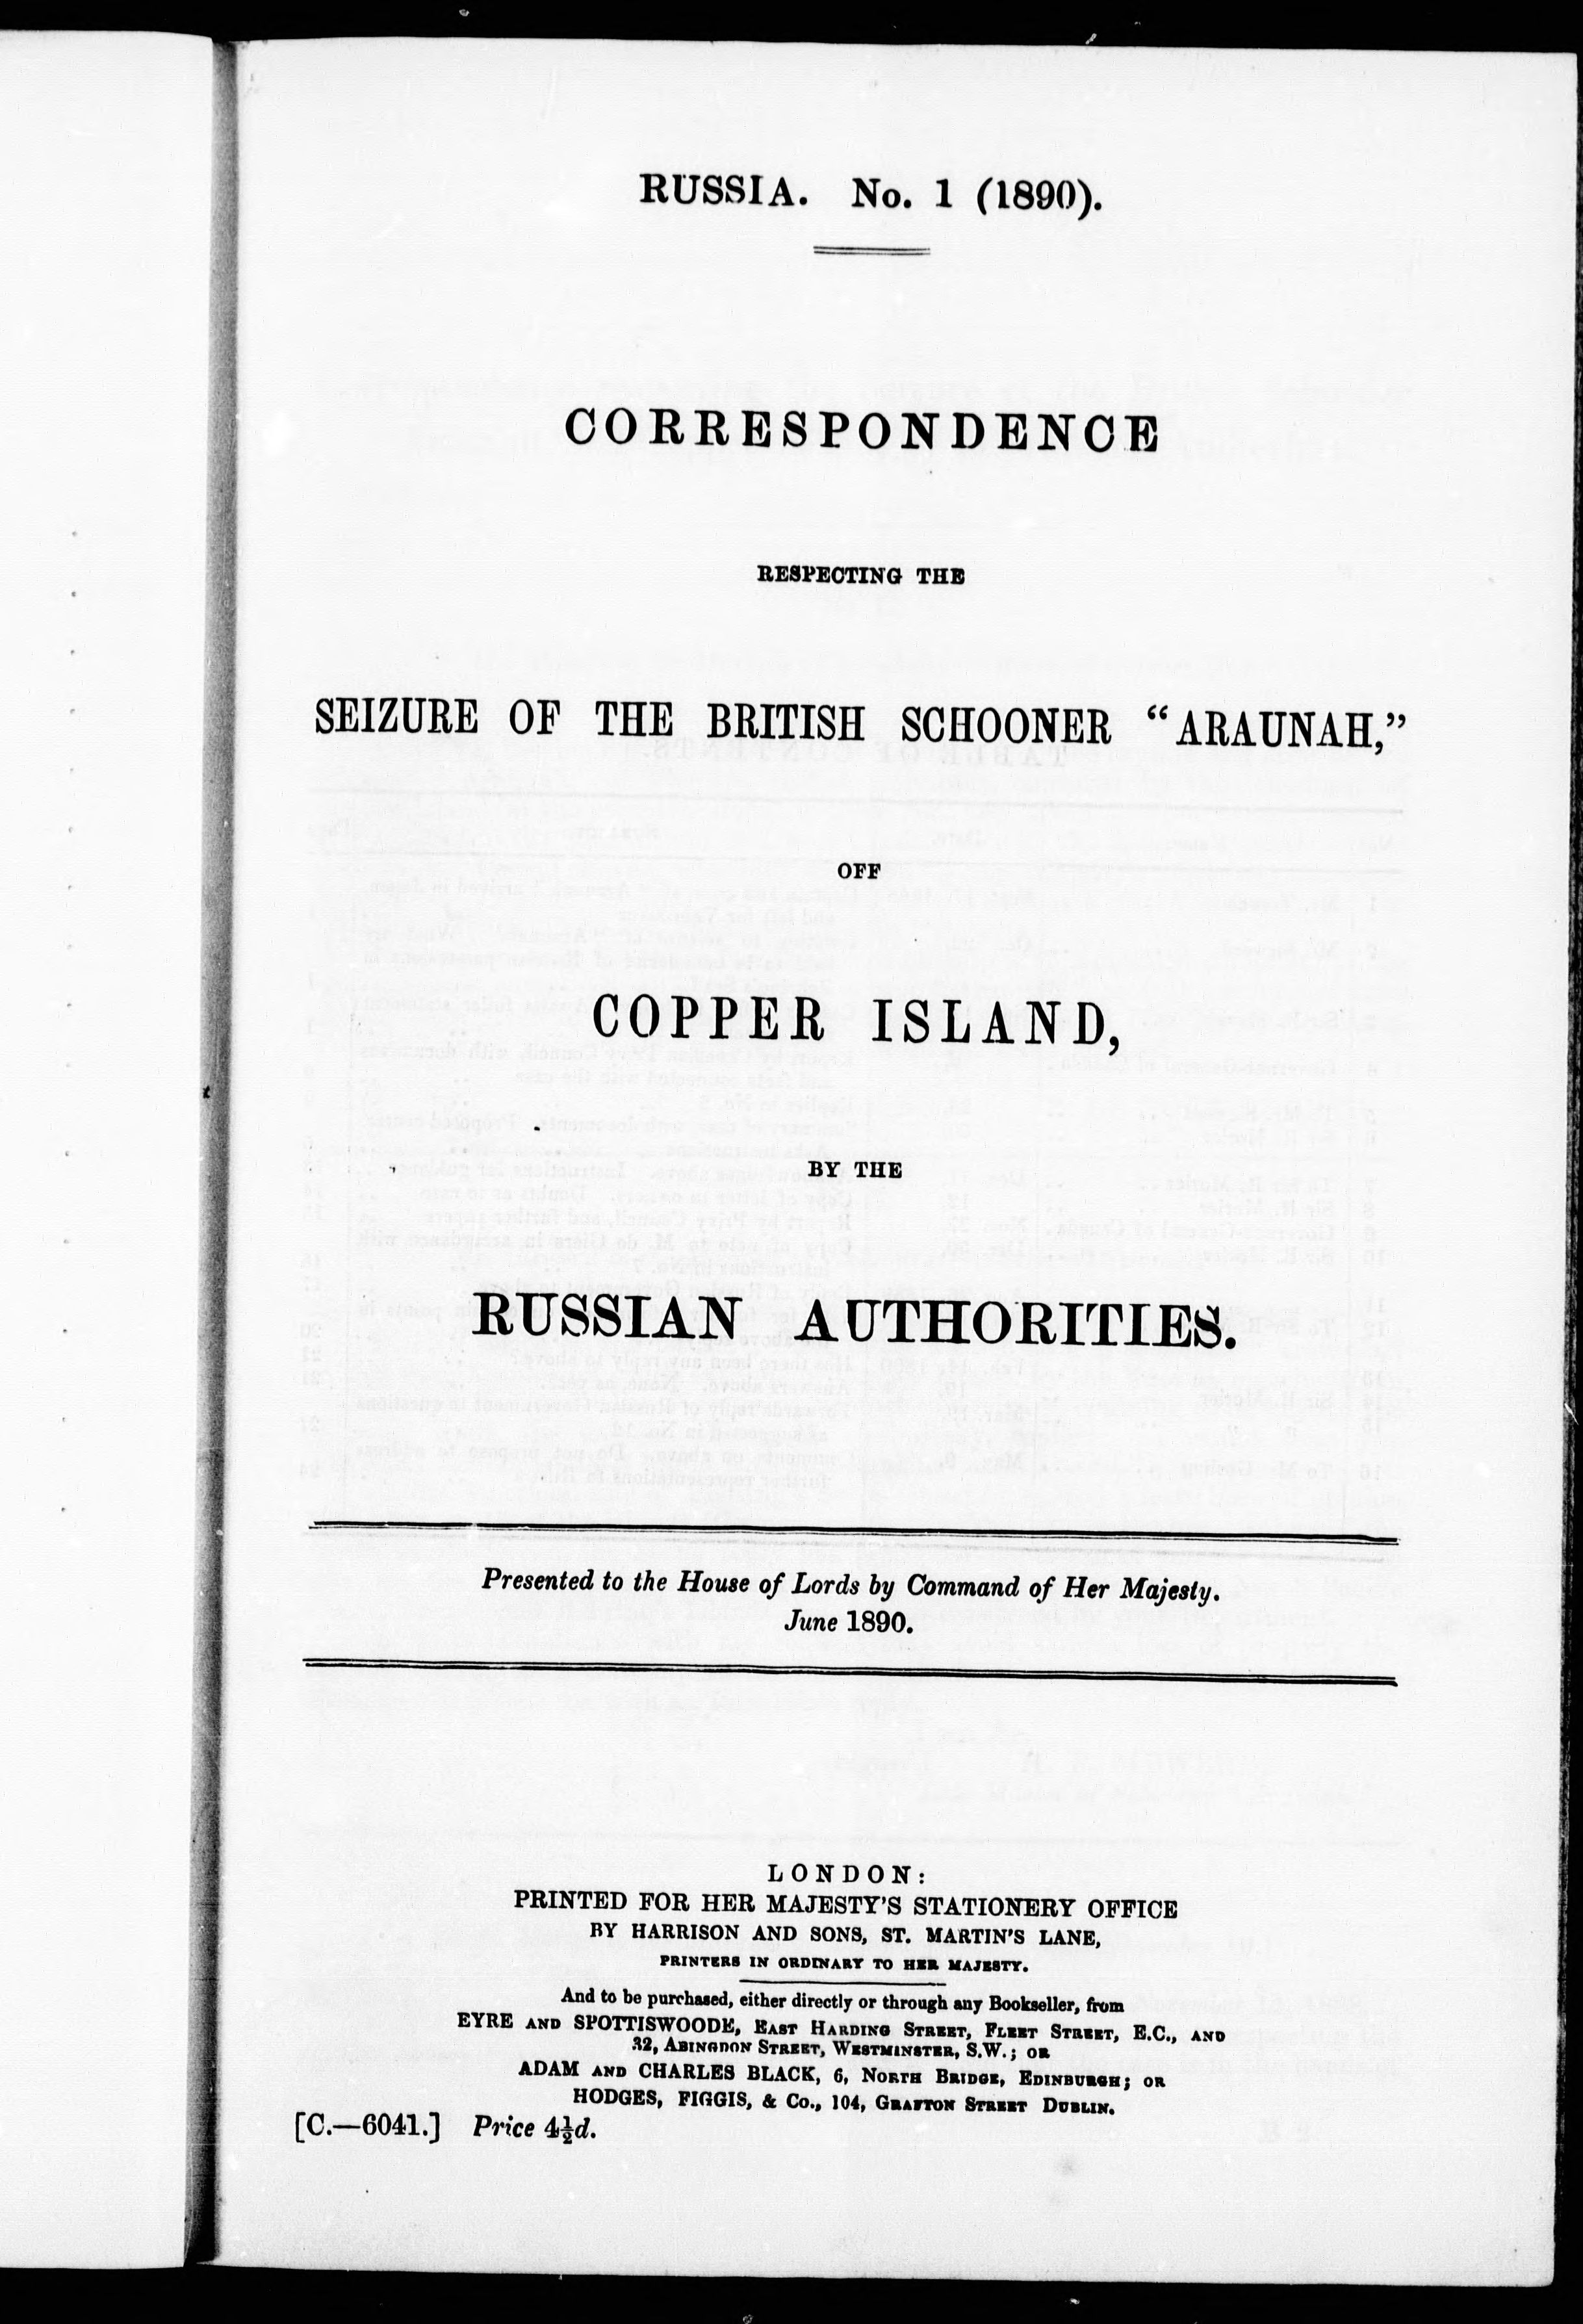 RUSSIA. No. 1 (1890).
CORRESPONDENCE
RESPECTING THE
SEIZURE OF THE BRITISH SCHOONER "ARAUNAH,"
OFF
COPPER ISLAND,
BY THE
RUSSIAN AUTHORITIES.
Presented to the House of Lords by Command of Her Majesty.
June 1890.
LONDON:
PRINTED FOR HER MAJESTY'S STATIONERY OFFICE
BY HARRISON AND SONS, ST. MARTIN'S LANE,
PRINTERS IN ORDINARY TO HER MAJESTY.
And to be purchased, either directly or through any Bookseller, from
EYRE AND SPOTTISWOODE, EAST HARDING STREET, FLEET STREET, E.C., AND
32, ABINGDON STREET, WESTMINSTER, S.W.; OR
ADAM AND CHARLES BLACK, 6, NORTH BRIDGE, EDINBURGH; OR
HODGES, FIGGIS, & Co., 104, GRAFTON STREET DUBLIN.
[C.—6041.] Price 4½d.